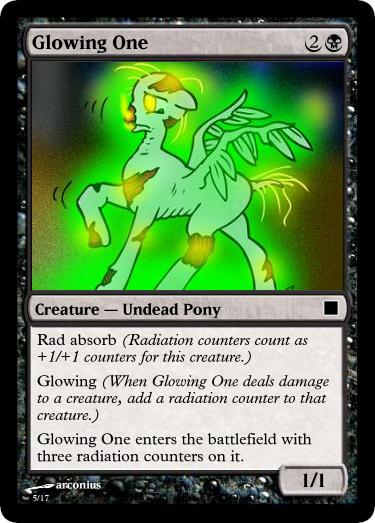 Glowing One 2
Creature — Undead Pony
Rad absorb (Radiation counters count as
+1/+1 counters for this creature.)
Glowing (When Glowing One deals damage
to a creature, add a radiation counter to that
creature.)
Glowing One enters the battlefield with
three radiation counters on it.
1/1
arconius
5/17